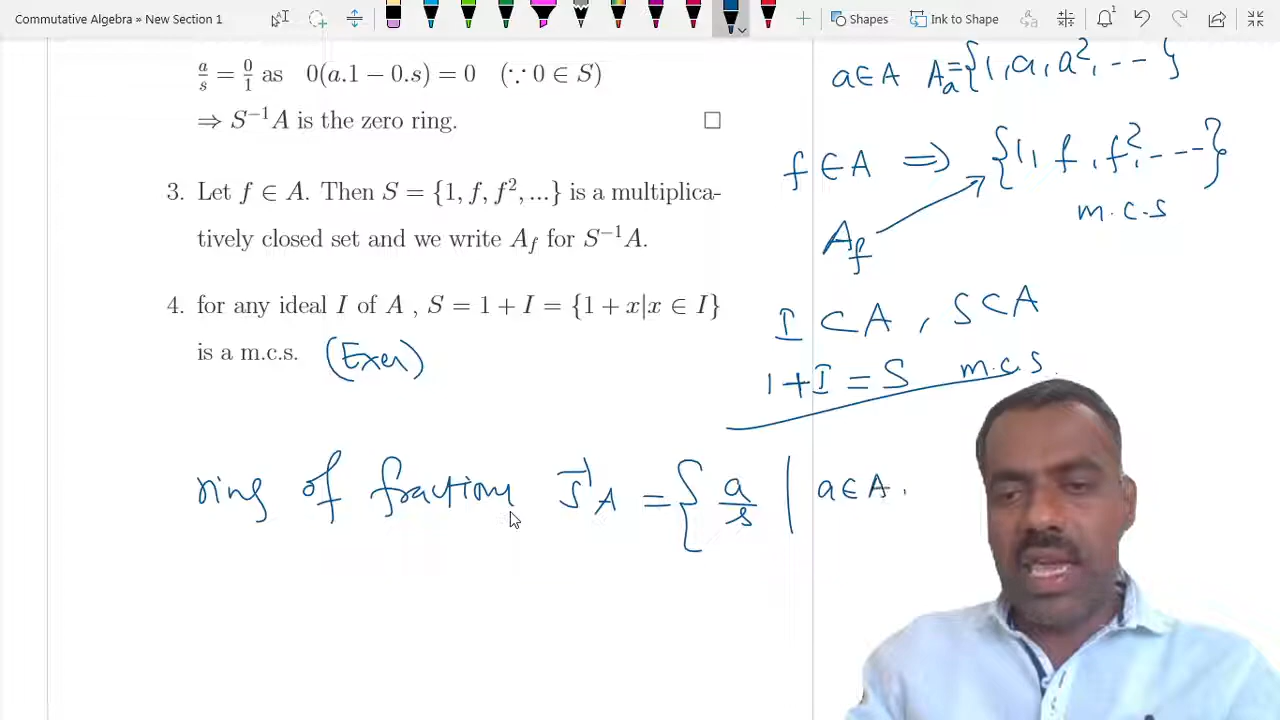 Commutative Algebra » New Section 1
Shapes
Ink to Shape
a/s = 0/1 as 0(a.1 − 0.s) = 0 (∵ 0 ∈ S)
⇒ S⁻¹A is the zero ring. □
3. Let f ∈ A. Then S = {1, f, f², ...} is a multiplica-
tively closed set and we write A_f for S⁻¹A.
4. for any ideal I of A , S = 1 + I = {1 + x|x ∈ I}
is a m.c.s. (Exer)
a ∈ A A_a = {1, a, a², - - }
f ∈ A ⇒ {1, f, f², - - - }
m.c.s
A_f
I ⊂ A , S ⊂ A
1 + I = S m.c.s.
ring of fractions S⁻¹A = { a/s | a ∈ A.